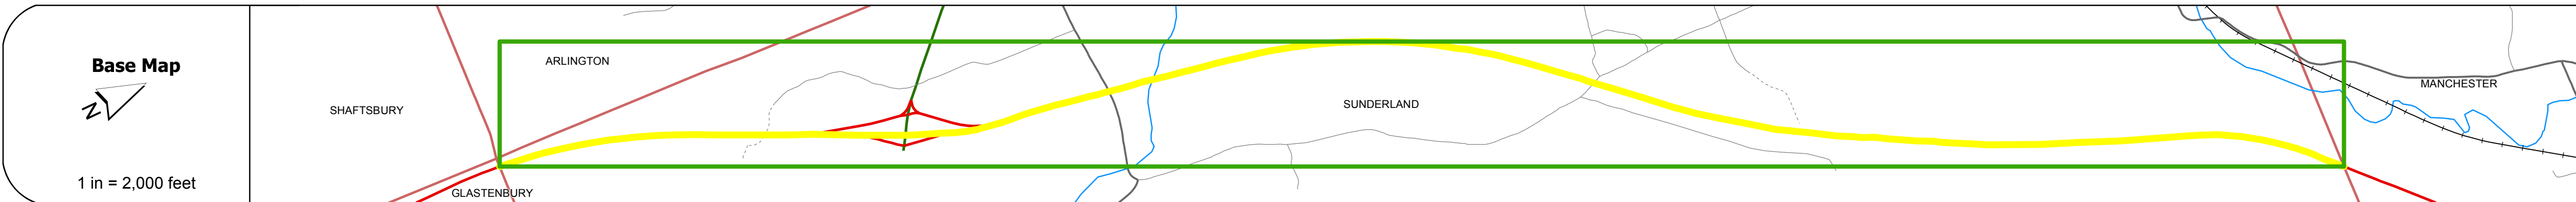 Base Map
N
1 in = 2,000 feet
SHAFTSBURY
ARLINGTON
GLASTENBURY
SUNDERLAND
MANCHESTER